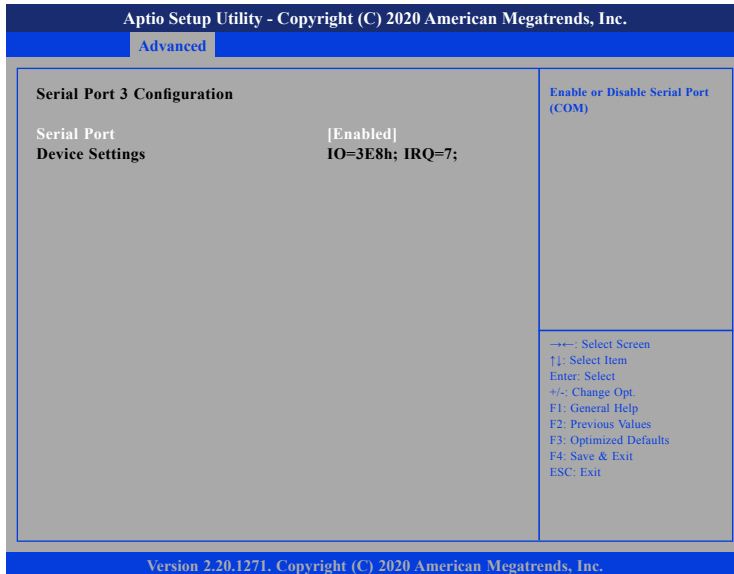 Aptio Setup Utility - Copyright (C) 2020 American Megatrends, Inc.
Advanced
Serial Port 3 Configuration
Serial Port [Enabled]
Device Settings IO=3E8h; IRQ=7;
Enable or Disable Serial Port
(COM)
→←: Select Screen
↑↓: Select Item
Enter: Select
+/-: Change Opt.
F1: General Help
F2: Previous Values
F3: Optimized Defaults
F4: Save & Exit
ESC: Exit
Version 2.20.1271. Copyright (C) 2020 American Megatrends, Inc.